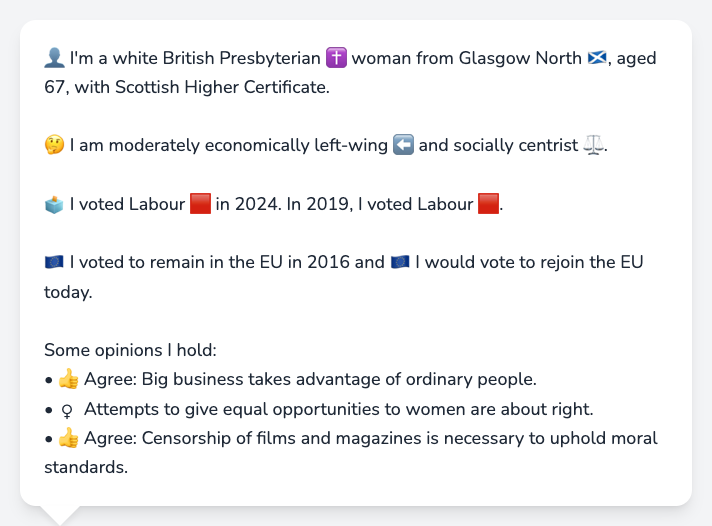 👤 I'm a white British Presbyterian ✝️ woman from Glasgow North 🏴󠁧󠁢󠁳󠁣󠁴󠁿, aged
67, with Scottish Higher Certificate.
🤔 I am moderately economically left-wing ⬅️ and socially centrist ⚖️.
🗳️ I voted Labour 🟥 in 2024. In 2019, I voted Labour 🟥.
🇪🇺 I voted to remain in the EU in 2016 and 🇪🇺 I would vote to rejoin the EU
today.
Some opinions I hold:
• 👍 Agree: Big business takes advantage of ordinary people.
• ♀ Attempts to give equal opportunities to women are about right.
• 👍 Agree: Censorship of films and magazines is necessary to uphold moral
standards.